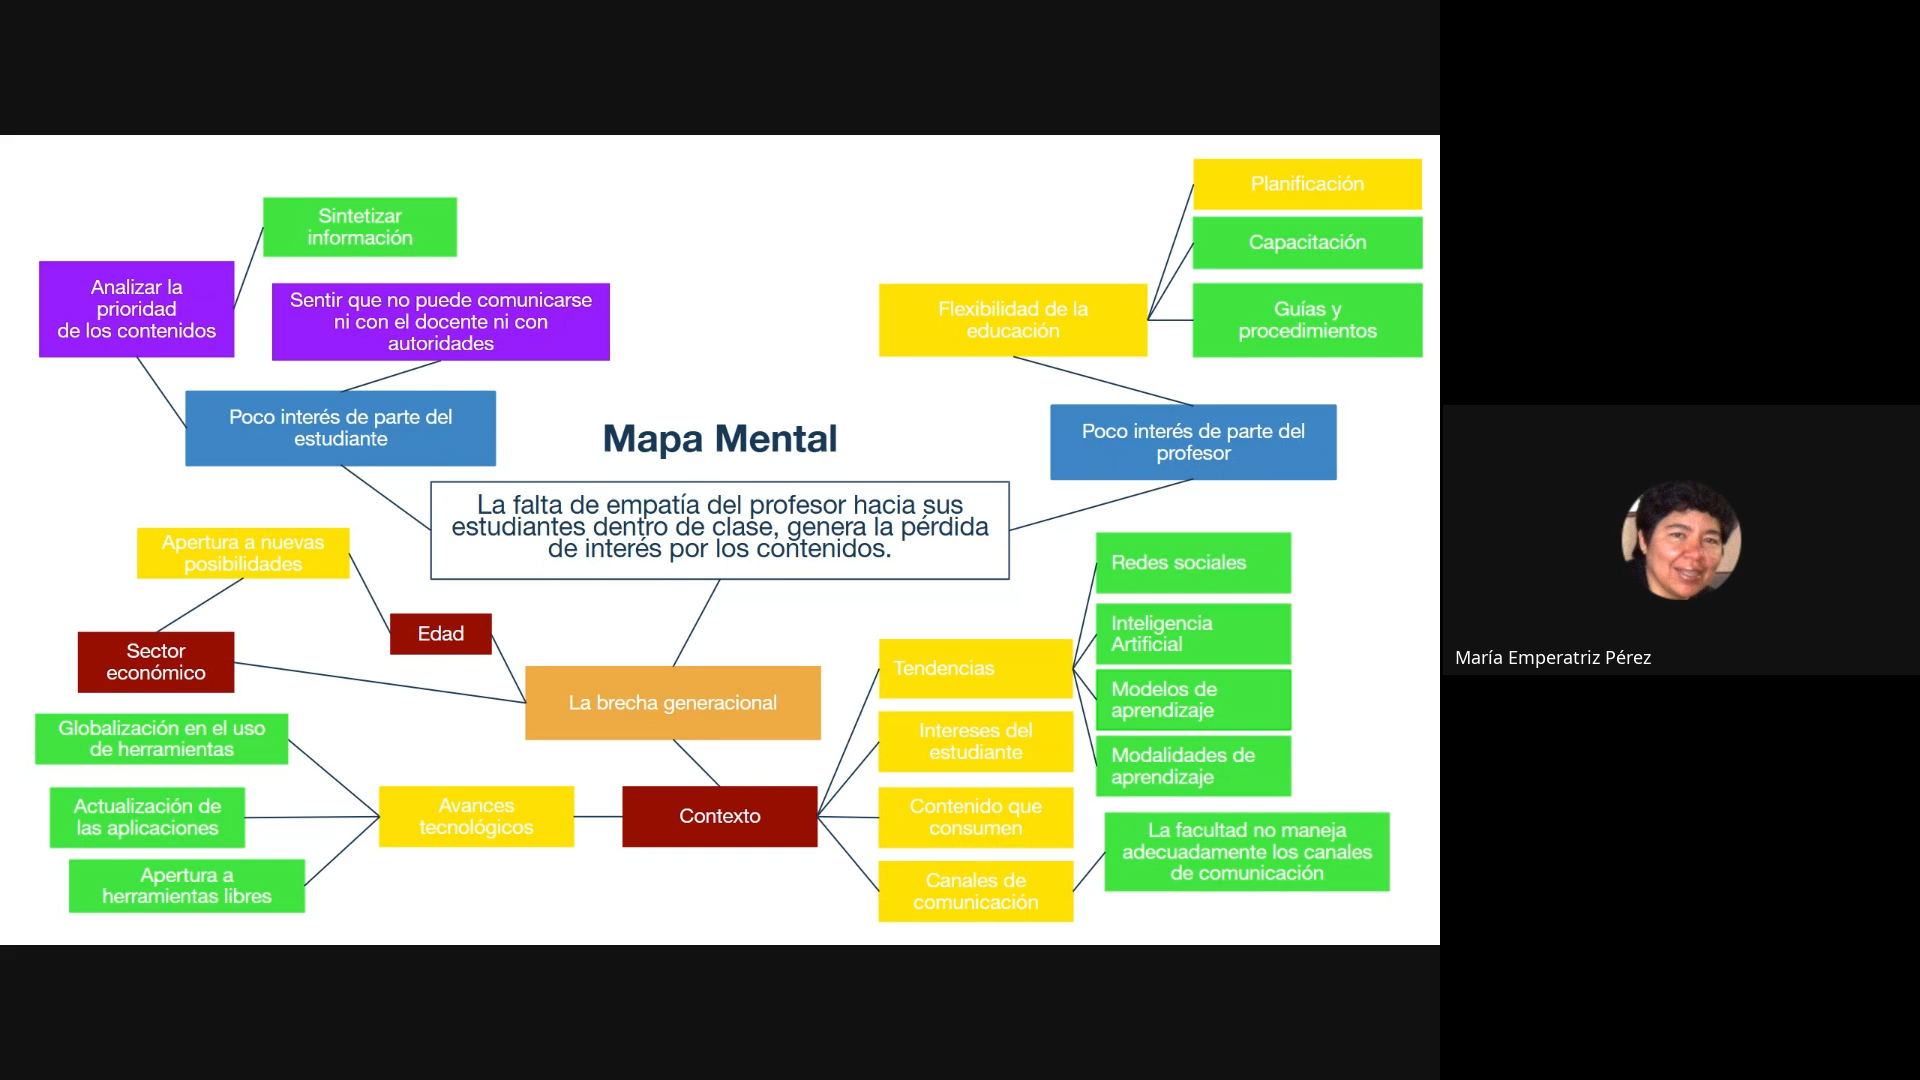 Planificación
Sintetizar
información
Capacitación
Analizar la
prioridad
de los contenidos
Sentir que no puede comunicarse
ni con el docente ni con
autoridades
Flexibilidad de la
educación
Guías y
procedimientos
Poco interés de parte del
estudiante
Mapa Mental
Poco interés de parte del
profesor
La falta de empatía del profesor hacia sus
estudiantes dentro de clase, genera la pérdida
de interés por los contenidos.
Apertura a nuevas
posibilidades
Redes sociales
Edad
Inteligencia
Artificial
Sector
económico
Tendencias
María Emperatriz Pérez
La brecha generacional
Modelos de
aprendizaje
Globalización en el uso
de herramientas
Intereses del
estudiante
Modalidades de
aprendizaje
Actualización de
las aplicaciones
Avances
tecnológicos
Contexto
Contenido que
consumen
La facultad no maneja
adecuadamente los canales
de comunicación
Apertura a
herramientas libres
Canales de
comunicación